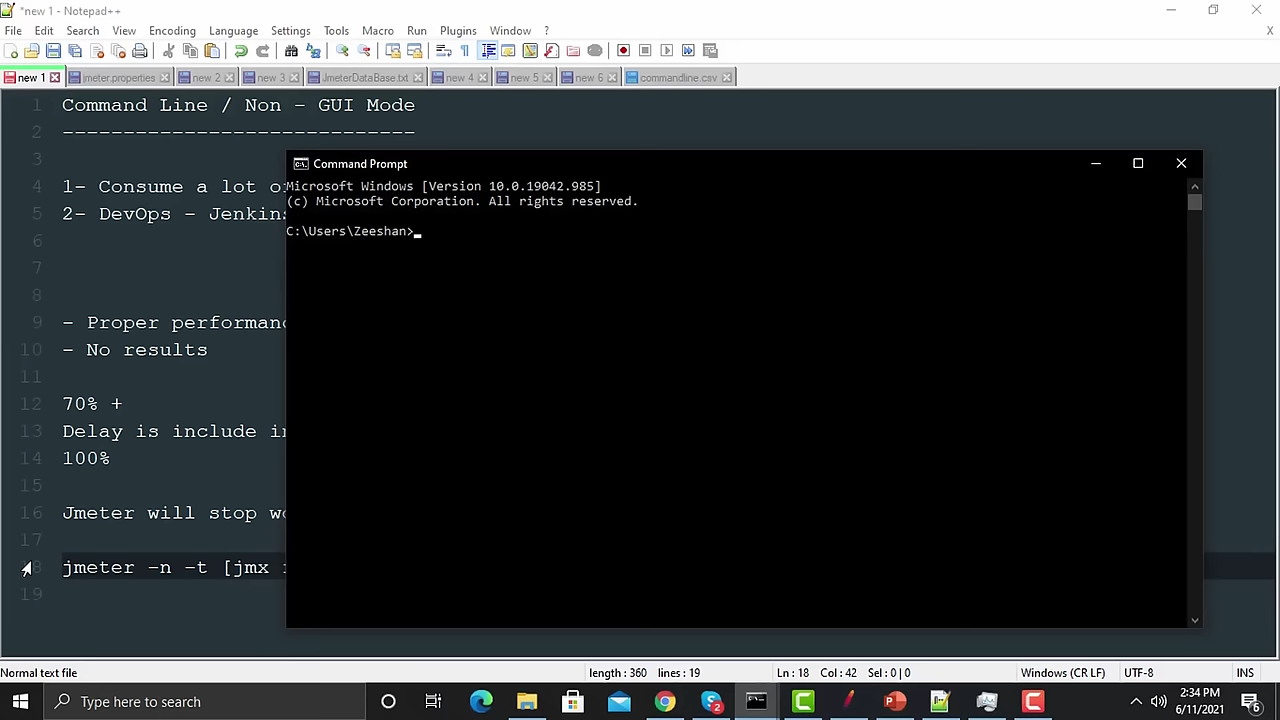 *new 1 - Notepad++
File Edit Search View Encoding Language Settings Tools Macro Run Plugins Window ?
X
new 1 jmeter.properties new 2 new 3 JmeterDataBase.txt new 4 new 5 new 6 commandline.csv
1 Command Line / Non - GUI Mode
2 -----------------------------
3
4 1- Consume a lot
5 2- DevOps - Jenkins
6
7
8
9 - Proper
10 - No results
11
12 70% +
13 Delay is include
14 100%
15
16 Jmeter will stop
17
jmeter -n -t [jmx
19
Command Prompt
Microsoft Windows [Version 10.0.19042.985]
(c) Microsoft Corporation. All rights reserved.
C:\Users\Zeeshan>
Normal text file length : 360 lines : 19 Ln : 18 Col : 42 Sel : 0 | 0 Windows (CR LF) UTF-8 INS
Type here to search
2:34 PM
6/11/2021
2
6